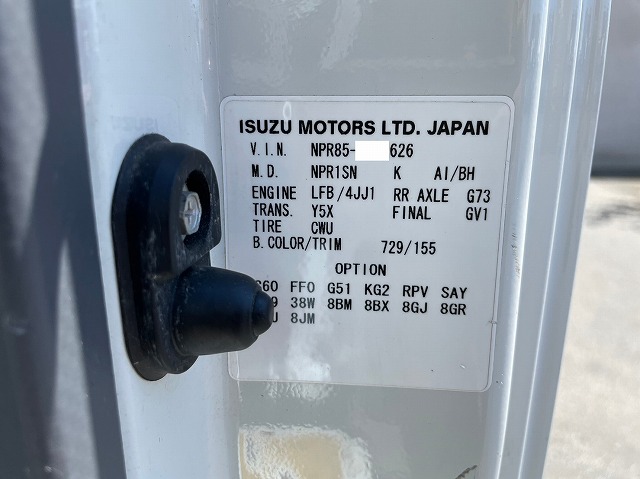 ISUZU MOTORS LTD. JAPAN
V.I.N. NPR85- 626
M.D. NPR1SN K AI/BH
ENGINE LFB/4JJ1 RR AXLE G73
TRANS. Y5X FINAL GV1
TIRE CWU
B.COLOR/TRIM 729/155
OPTION
FFO G51 KG2 RPV SAY
38W 8BM 8BX 8GJ 8GR
8JM